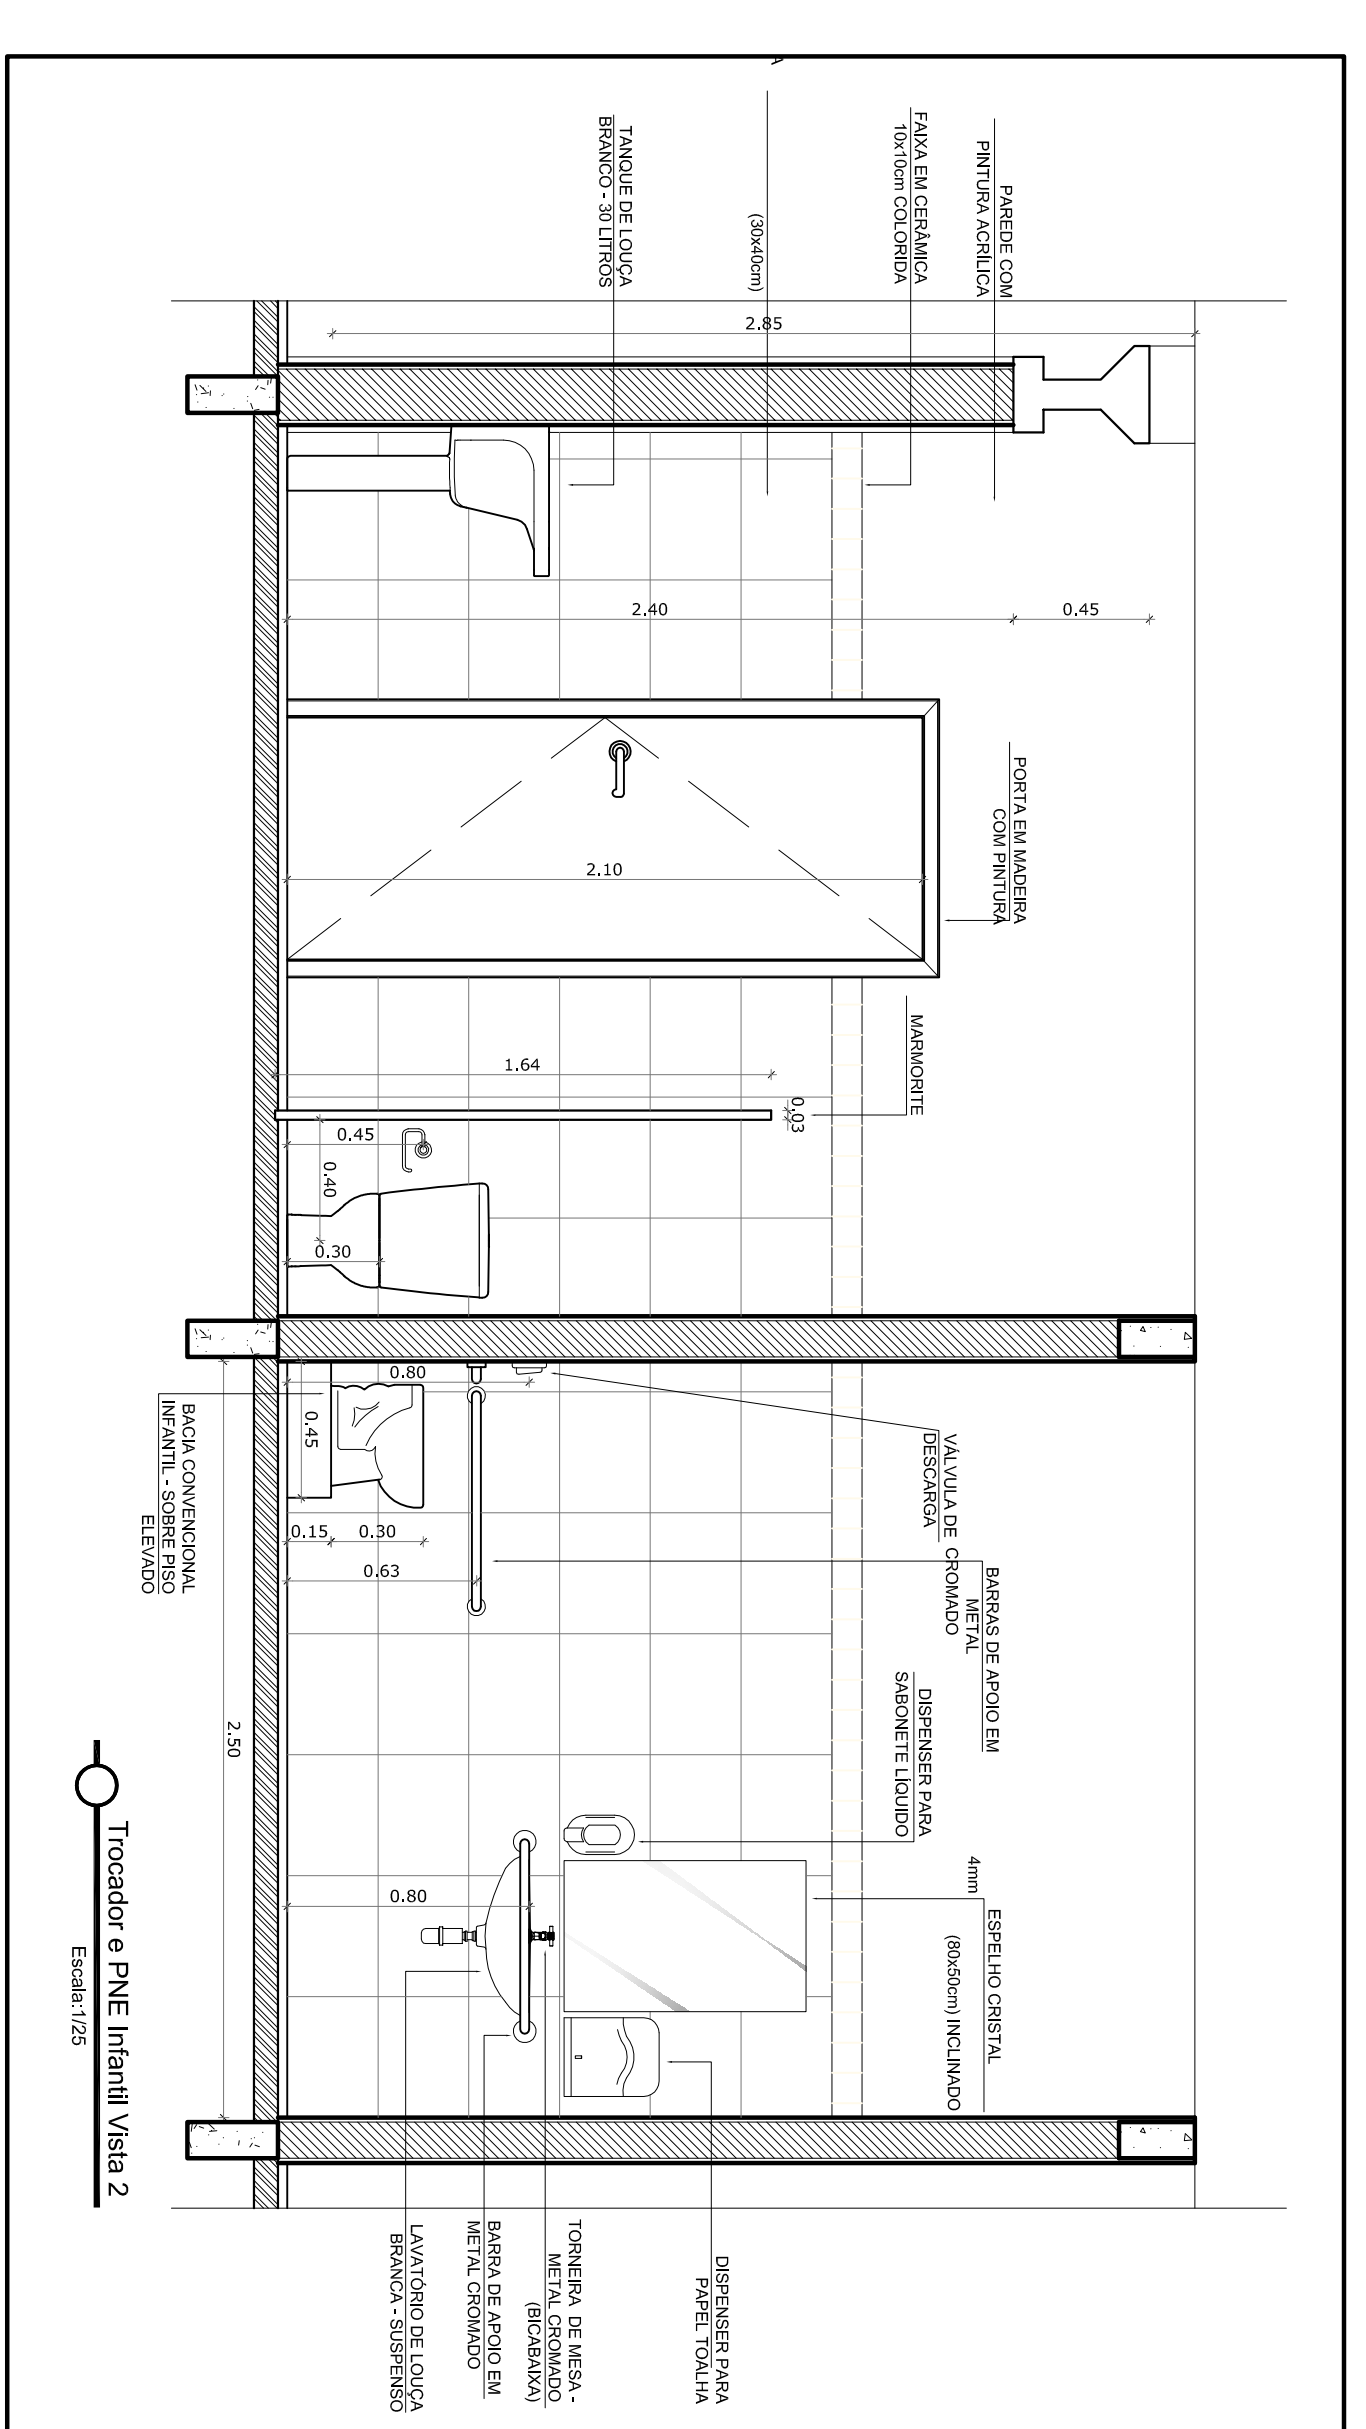 PAREDE COM
PINTURA ACRÍLICA
FAIXA EM CERÂMICA
10x10cm COLORIDA
(30x40cm)
TANQUE DE LOUÇA
BRANCO - 30 LITROS
2.85
2.40
0.45
PORTA EM MADEIRA
COM PINTURA
2.10
MARMORITE
1.64
0.03
0.45
0.40
0.30
VÁLVULA DE
DESCARGA
CROMADO
BARRAS DE APOIO EM
METAL
0.80
0.45
0.15
0.30
0.63
BACIA CONVENCIONAL
INFANTIL - SOBRE PISO
ELEVADO
DISPENSER PARA
SABONETE LÍQUIDO
4mm
ESPELHO CRISTAL
(80x50cm) INCLINADO
0.80
2.50
DISPENSER PARA
PAPEL TOALHA
TORNEIRA DE MESA -
METAL CROMADO
(BICABAIXA)
BARRA DE APOIO EM
METAL CROMADO
LAVATÓRIO DE LOUÇA
BRANCA - SUSPENSO
Trocador e PNE Infantil Vista 2
Escala:1/25